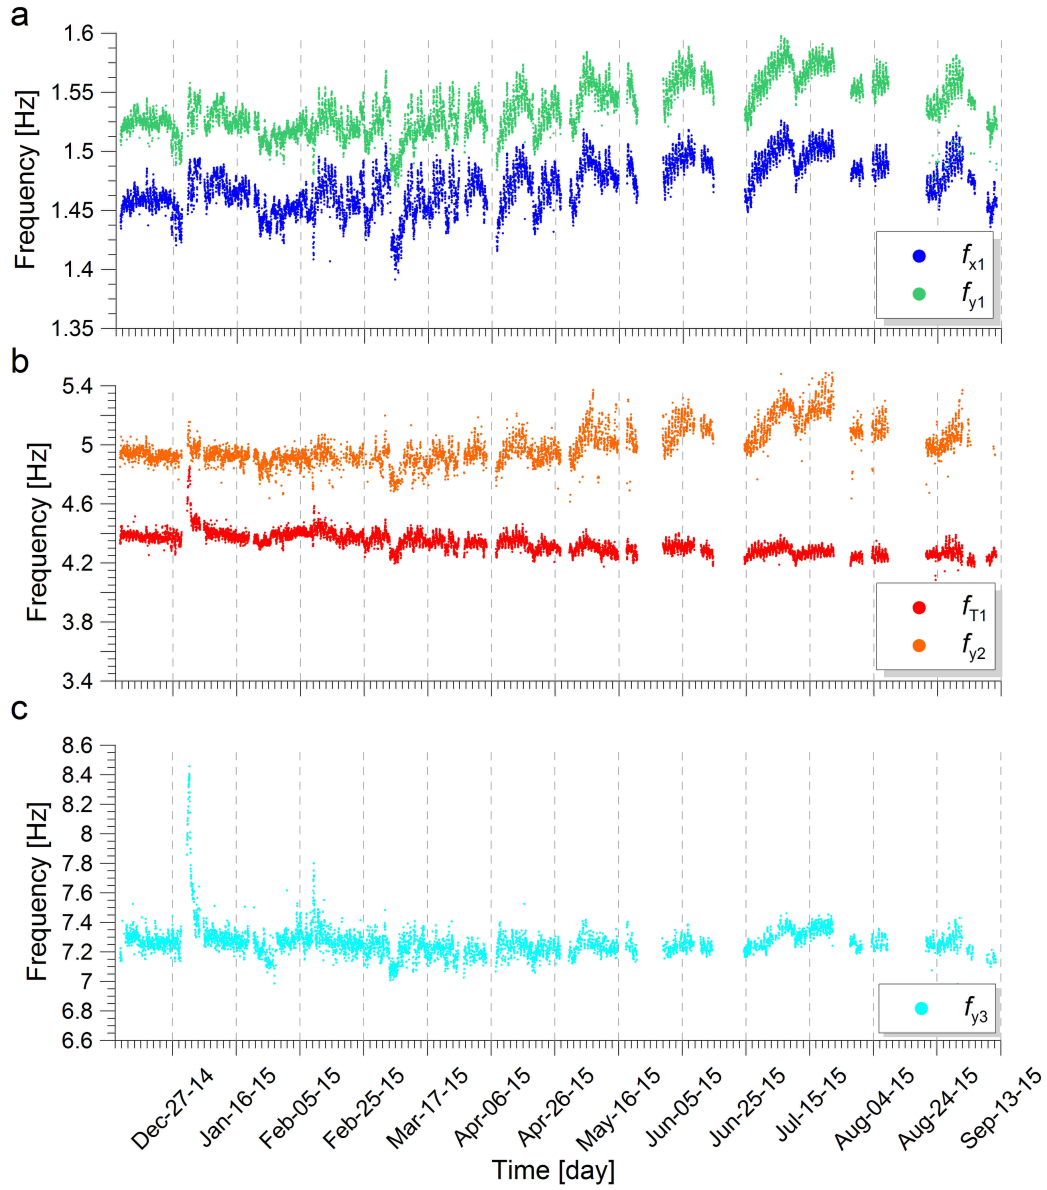 a
1.6
1.55
1.5
1.45
1.4
1.35
Frequency [Hz]
fx1
fy1
b
5.4
5
4.6
4.2
3.8
3.4
Frequency [Hz]
fT1
fy2
c
8.6
8.4
8.2
8
7.8
7.6
7.4
7.2
7
6.8
6.6
Frequency [Hz]
fy3
Dec-27-14
Jan-16-15
Feb-05-15
Feb-25-15
Mar-17-15
Apr-06-15
Apr-26-15
May-16-15
Jun-05-15
Jun-25-15
Jul-15-15
Aug-04-15
Aug-24-15
Sep-13-15
Time [day]